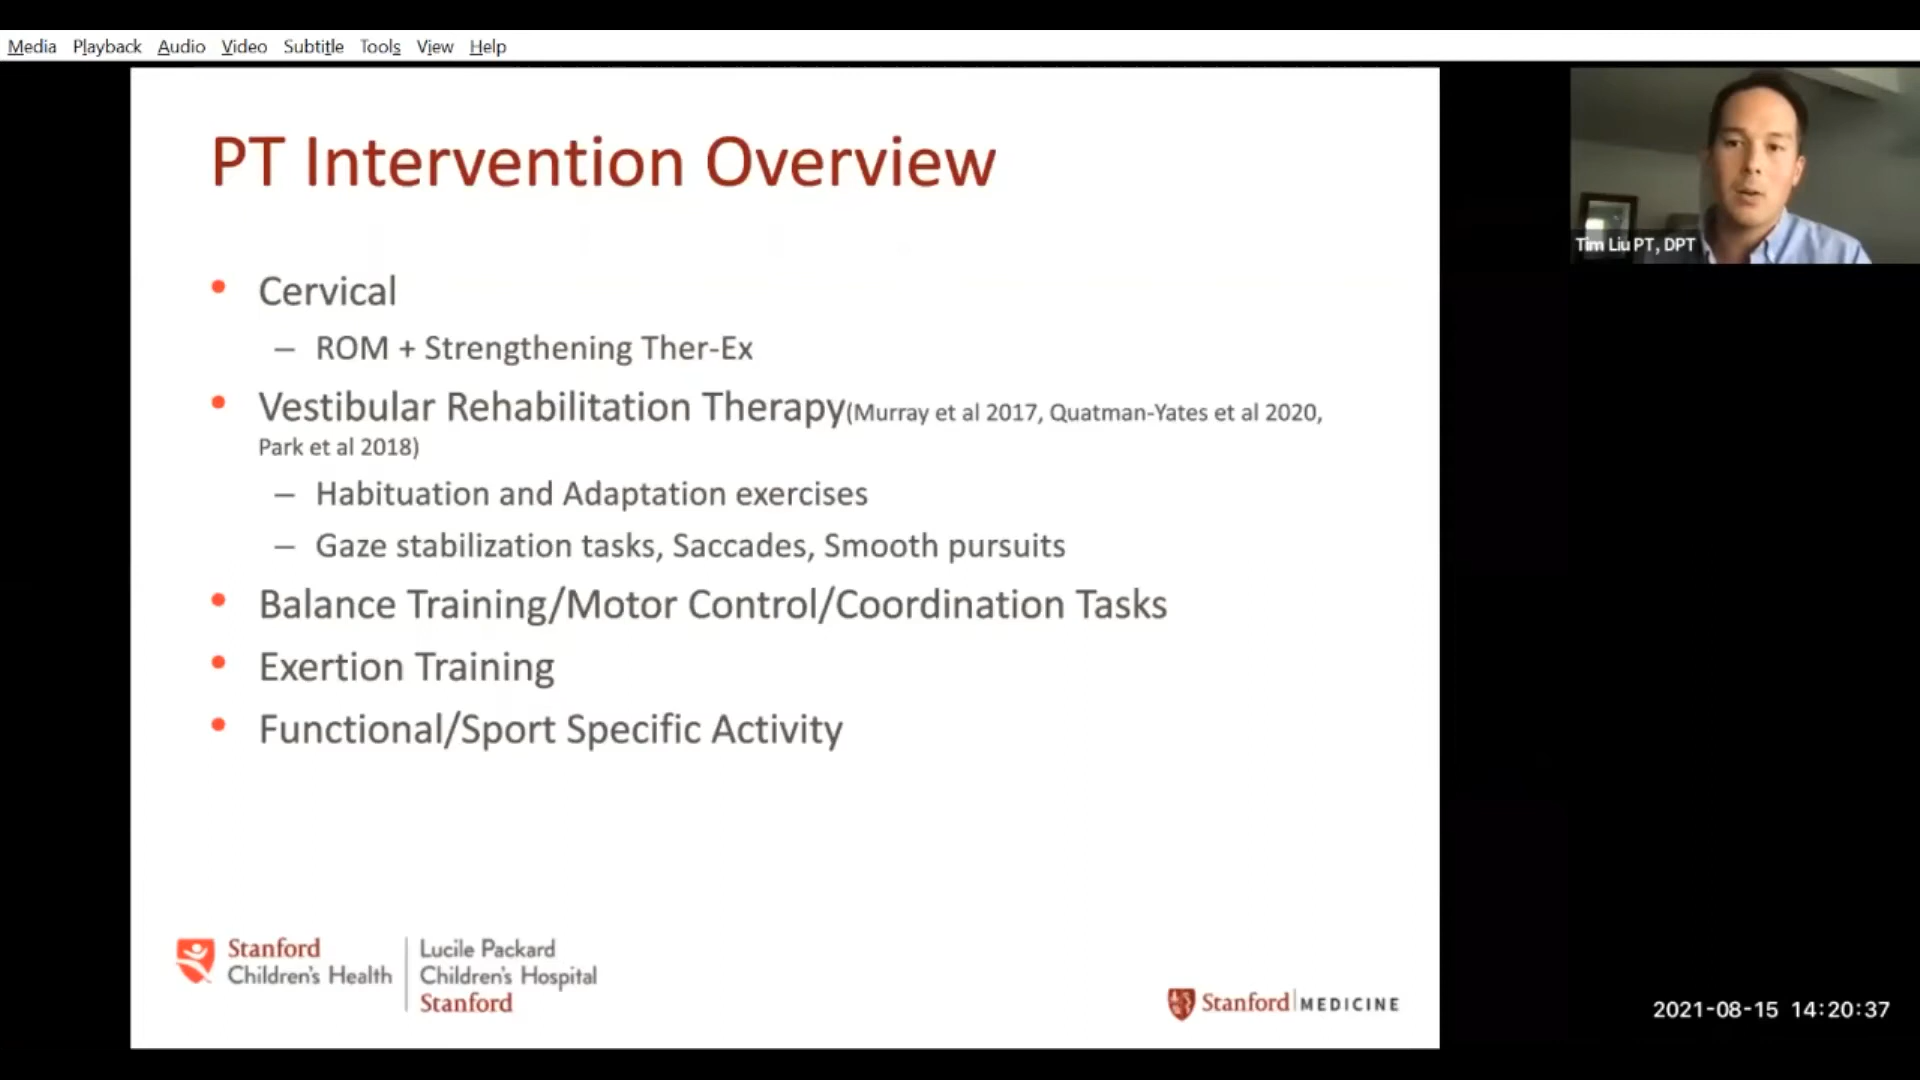 Media Playback Audio Video Subtitle Tools View Help
PT Intervention Overview
• Cervical
– ROM + Strengthening Ther-Ex
• Vestibular Rehabilitation Therapy(Murray et al 2017, Quatman-Yates et al 2020,
Park et al 2018)
– Habituation and Adaptation exercises
– Gaze stabilization tasks, Saccades, Smooth pursuits
• Balance Training/Motor Control/Coordination Tasks
• Exertion Training
• Functional/Sport Specific Activity
Stanford
Children's Health
Lucile Packard
Children's Hospital
Stanford
Stanford MEDICINE
Tim Liu PT, DPT
2021-08-15 14:20:37